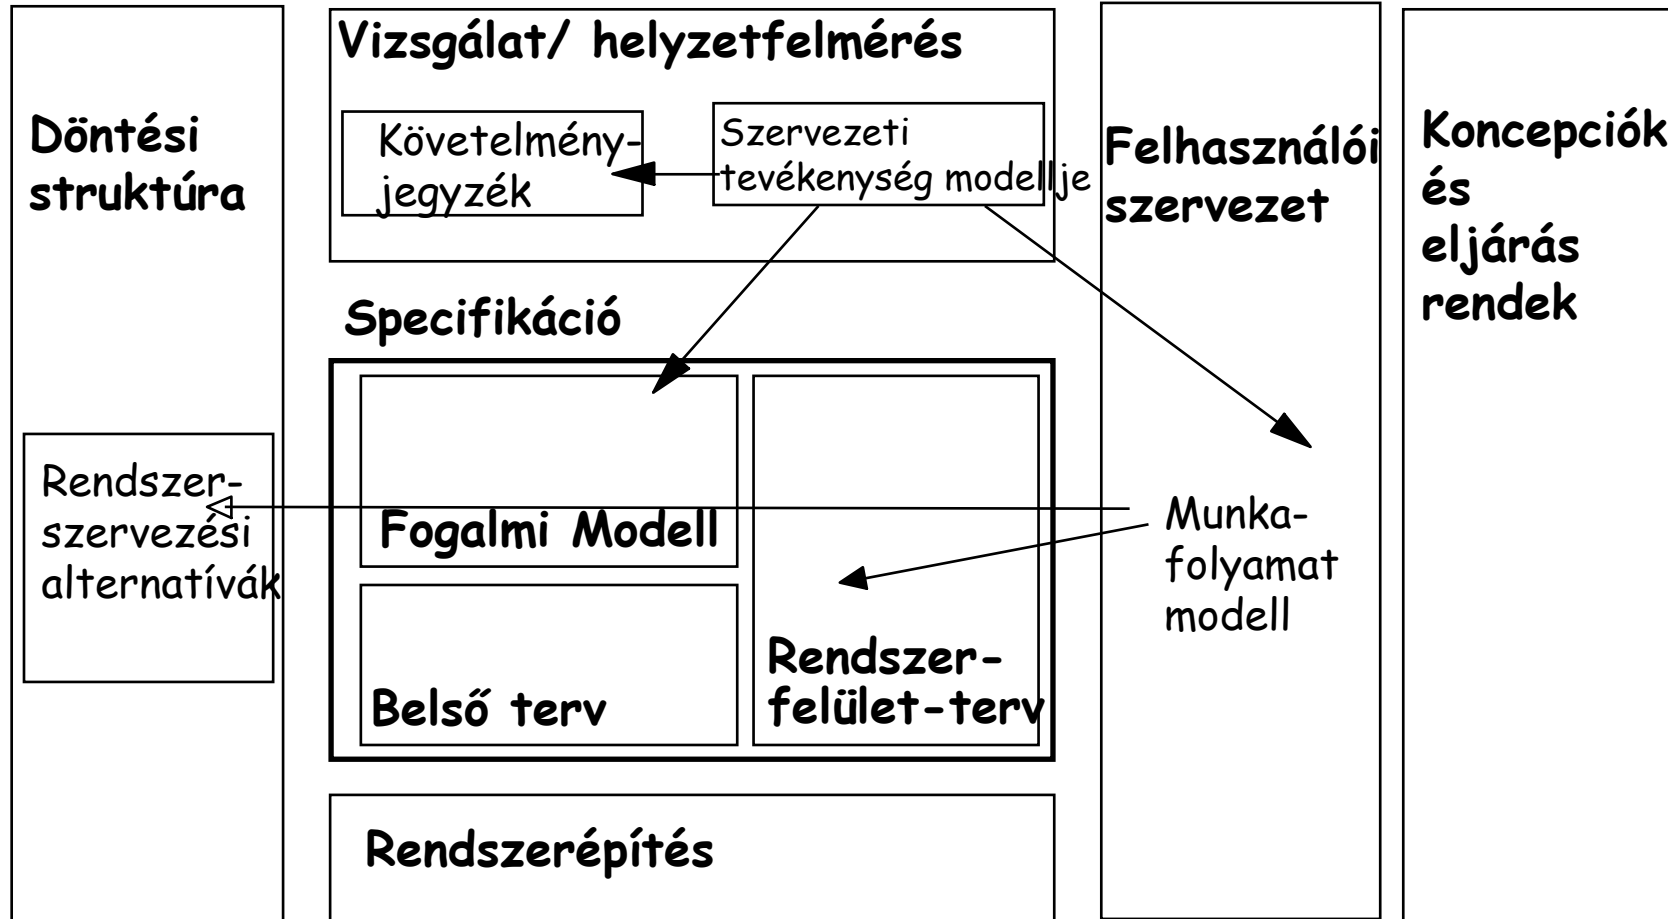 Döntési
struktúra
Rendszer-
szervezési
alternatívák
Vizsgálat/ helyzetfelmérés
Követelmény-
jegyzék
Szervezeti
tevékenység modellje
Specifikáció
Fogalmi Modell
Belső terv
Rendszer-
felület-terv
Rendszerépítés
Felhasználói
szervezet
Munka-
folyamat
modell
Koncepciók
és
eljárás
rendek